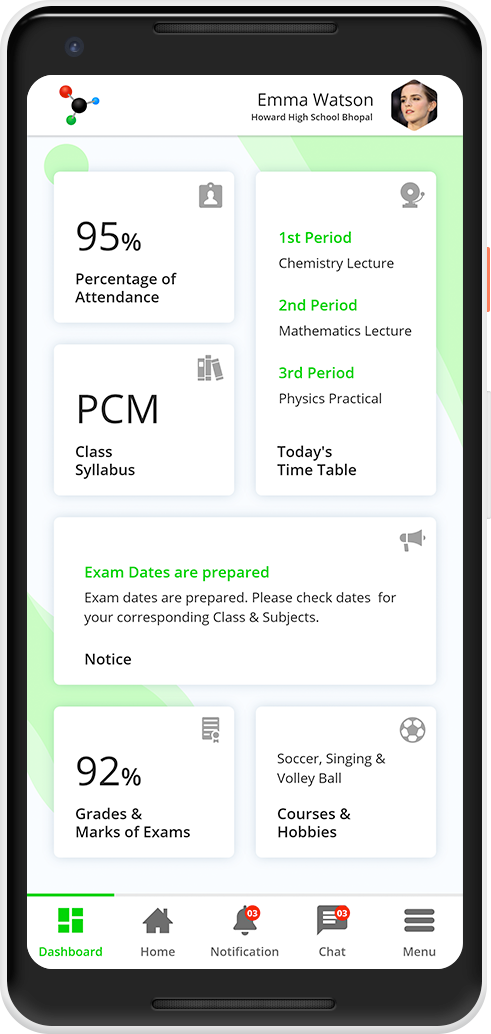 Emma Watson
Howard High School Bhopal
95%
Percentage of
Attendance
1st Period
Chemistry Lecture
2nd Period
Mathematics Lecture
3rd Period
Physics Practical
Today's
Time Table
PCM
Class
Syllabus
Exam Dates are prepared
Exam dates are prepared. Please check dates  for
your corresponding Class & Subjects.
Notice
92%
Grades &
Marks of Exams
Soccer, Singing &
Volley Ball
Courses &
Hobbies
03
03
Dashboard
Home
Notification
Chat
Menu